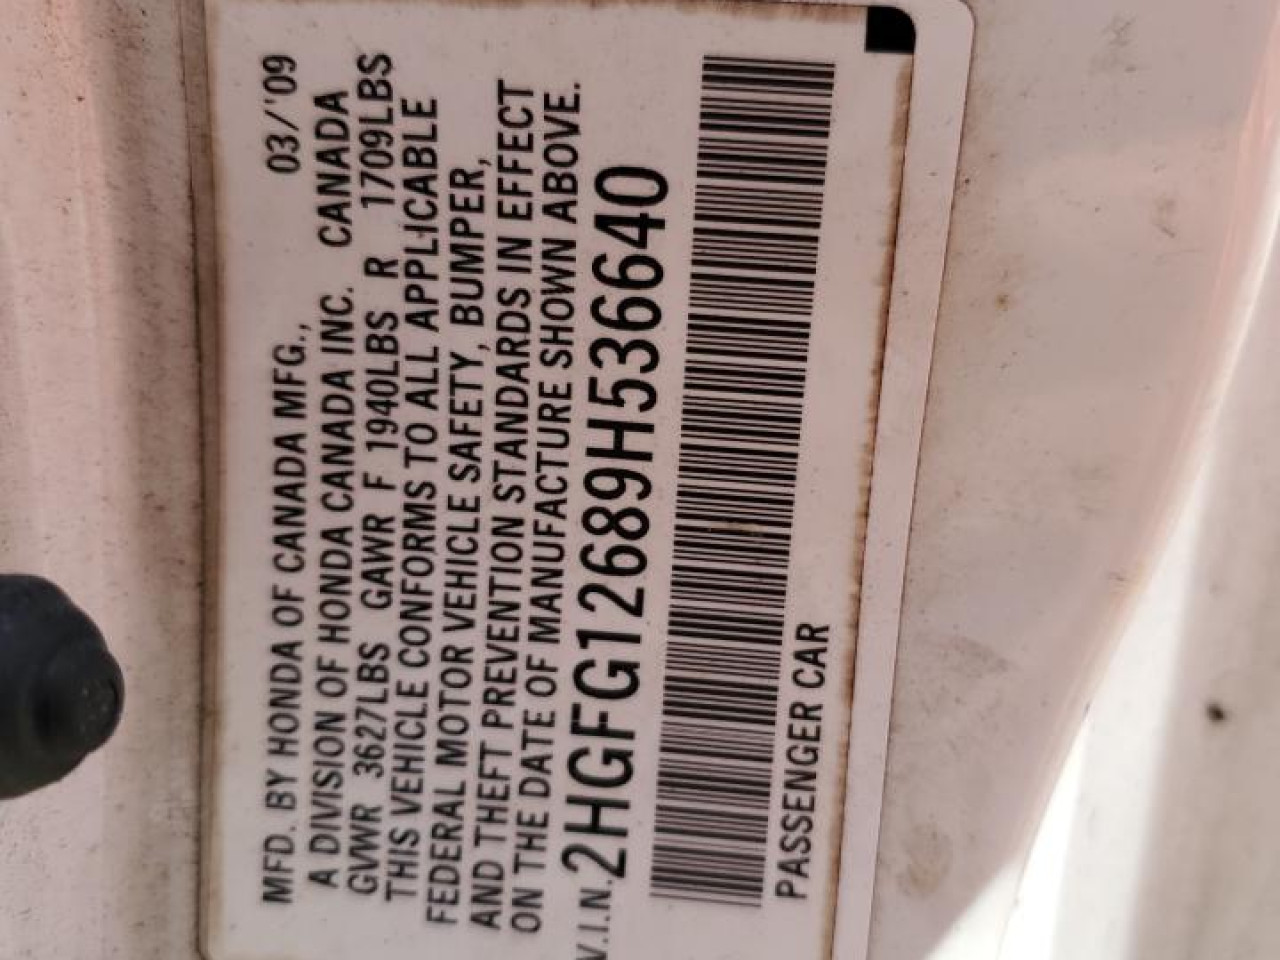 MFD. BY HONDA OF CANADA MFG., 03/'09
A DIVISION OF HONDA CANADA INC. CANADA
GVWR 3627LBS GAWR F 1940LBS R 1709LBS
THIS VEHICLE CONFORMS TO ALL APPLICABLE
FEDERAL MOTOR VEHICLE SAFETY, BUMPER,
AND THEFT PREVENTION STANDARDS IN EFFECT
ON THE DATE OF MANUFACTURE SHOWN ABOVE.
V.I.N. 2HGFG12689H536640
PASSENGER CAR